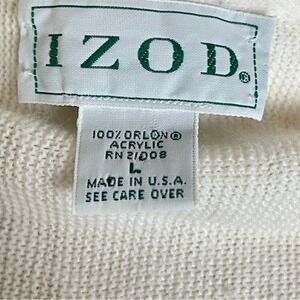 IZOD®
100% ORLON®
ACRYLIC
RN 21008
L
MADE IN U.S.A.
SEE CARE OVER